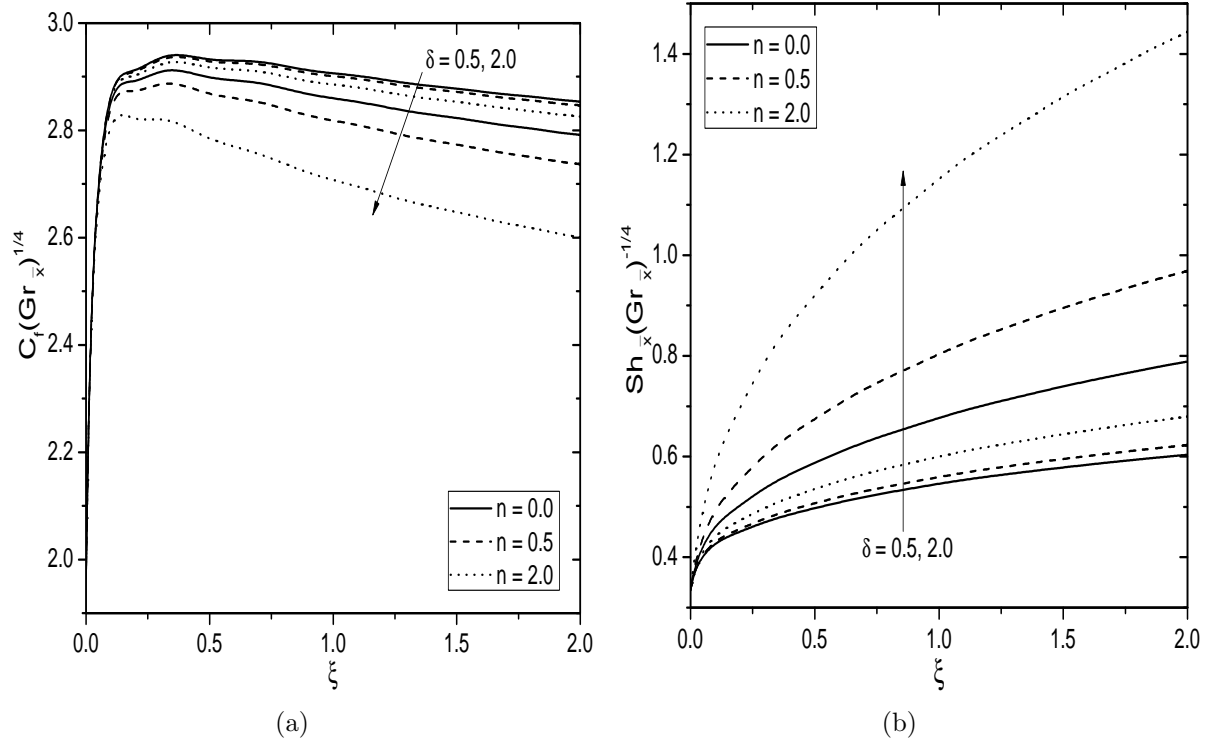 3.0
2.8
2.6
2.4
2.2
2.0
C_f(Gr_x̄)^{1/4}
δ = 0.5, 2.0
n = 0.0
n = 0.5
n = 2.0
0.0 0.5 1.0 1.5 2.0
ξ
(a)
1.4
1.2
1.0
0.8
0.6
0.4
Sh_x̄(Gr_x̄)^{-1/4}
n = 0.0
n = 0.5
n = 2.0
δ = 0.5, 2.0
0.0 0.5 1.0 1.5 2.0
ξ
(b)